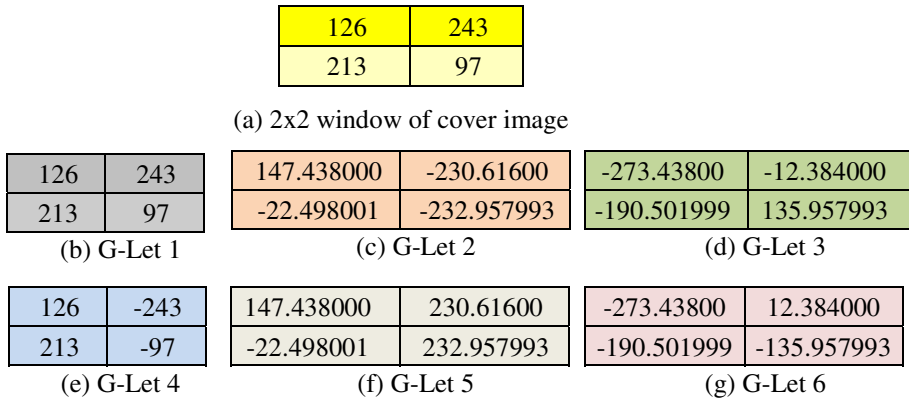 126 243
213 97
(a) 2x2 window of cover image
126 243
213 97
(b) G-Let 1
147.438000 -230.61600
-22.498001 -232.957993
(c) G-Let 2
-273.43800 -12.384000
-190.501999 135.957993
(d) G-Let 3
126 -243
213 -97
(e) G-Let 4
147.438000 230.61600
-22.498001 232.957993
(f) G-Let 5
-273.43800 12.384000
-190.501999 -135.957993
(g) G-Let 6